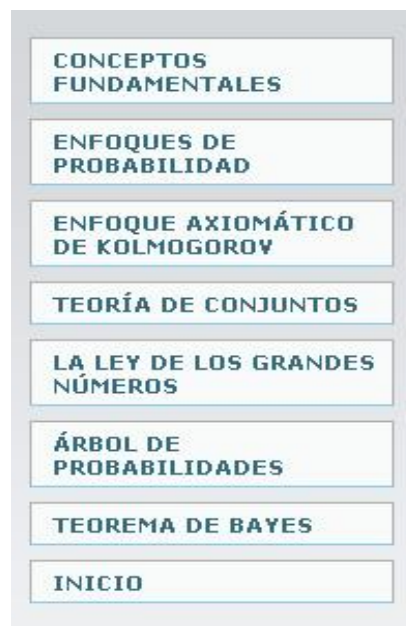 CONCEPTOS
FUNDAMENTALES
ENFOQUES DE
PROBABILIDAD
ENFOQUE AXIOMÁTICO
DE KOLMOGOROV
TEORÍA DE CONJUNTOS
LA LEY DE LOS GRANDES
NÚMEROS
ÁRBOL DE
PROBABILIDADES
TEOREMA DE BAYES
INICIO